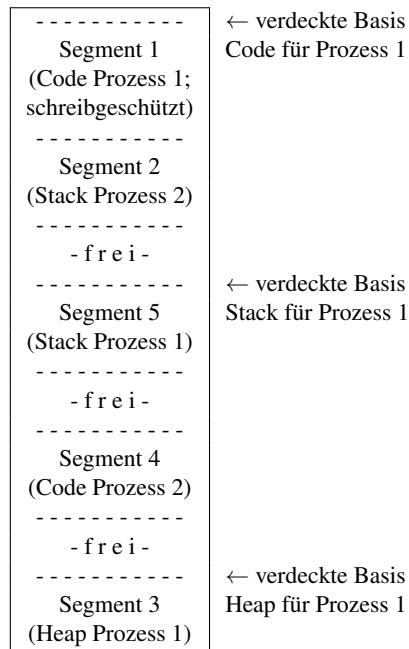 - - - - - - - - - - - ← verdeckte Basis
Segment 1 Code für Prozess 1
(Code Prozess 1;
schreibgeschützt)
- - - - - - - - - - -
Segment 2
(Stack Prozess 2)
- - - - - - - - - - -
- f r e i -
- - - - - - - - - - - ← verdeckte Basis
Segment 5 Stack für Prozess 1
(Stack Prozess 1)
- - - - - - - - - - -
- f r e i -
- - - - - - - - - - -
Segment 4
(Code Prozess 2)
- - - - - - - - - - -
- f r e i -
- - - - - - - - - - - ← verdeckte Basis
Segment 3 Heap für Prozess 1
(Heap Prozess 1)